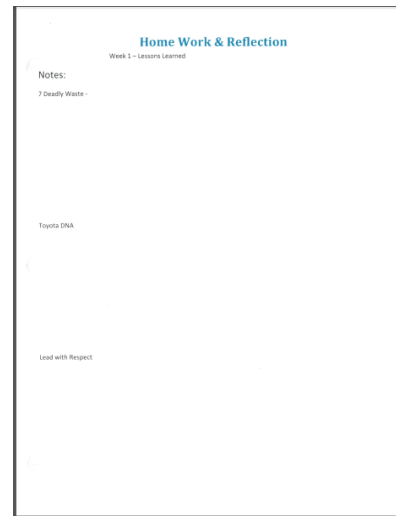 Home Work & Reflection
Week 1 – Lessons Learned
Notes:
7 Deadly Waste -
Toyota DNA
Lead with Respect